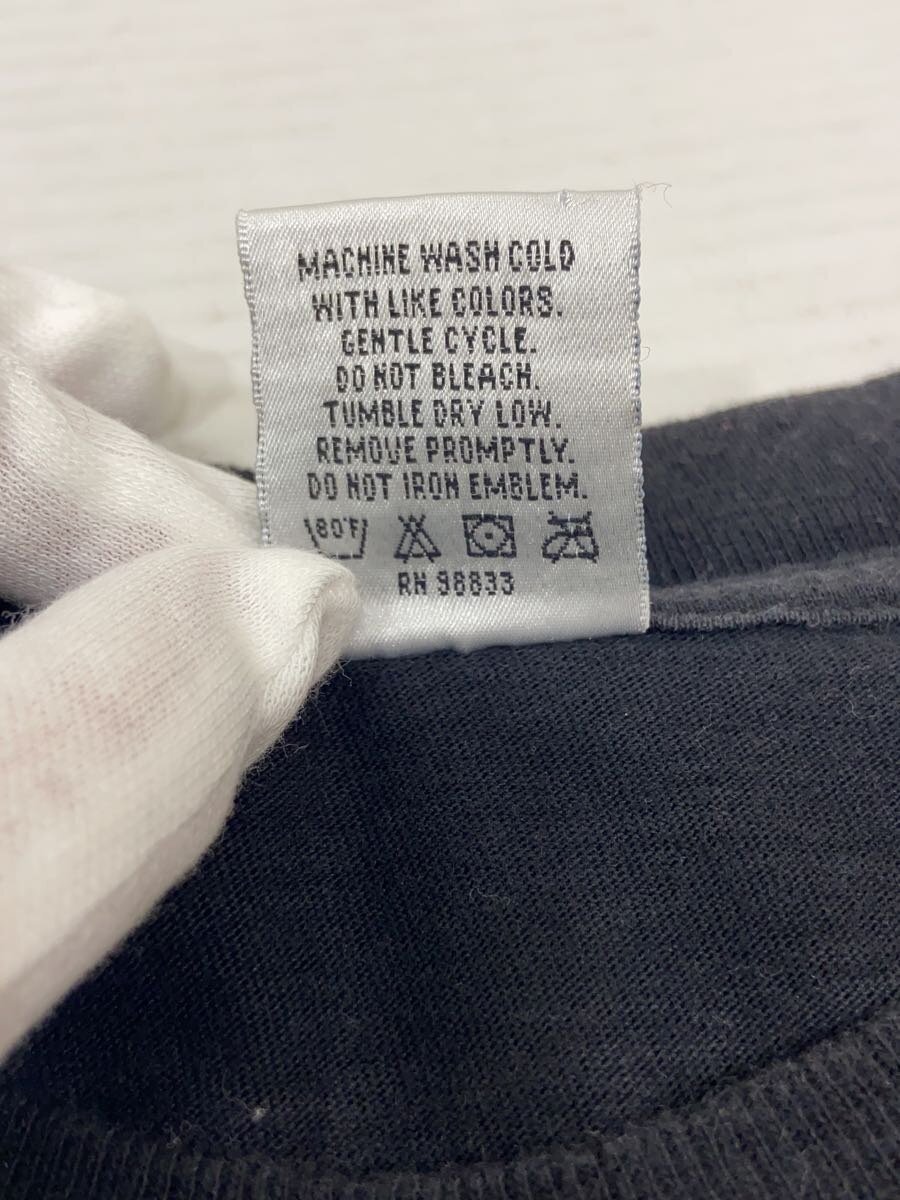 MACHINE WASH COLD
WITH LIKE COLORS.
GENTLE CYCLE.
DO NOT BLEACH.
TUMBLE DRY LOW.
REMOVE PROMPTLY.
DO NOT IRON EMBLEM.
80°F
RN 98833